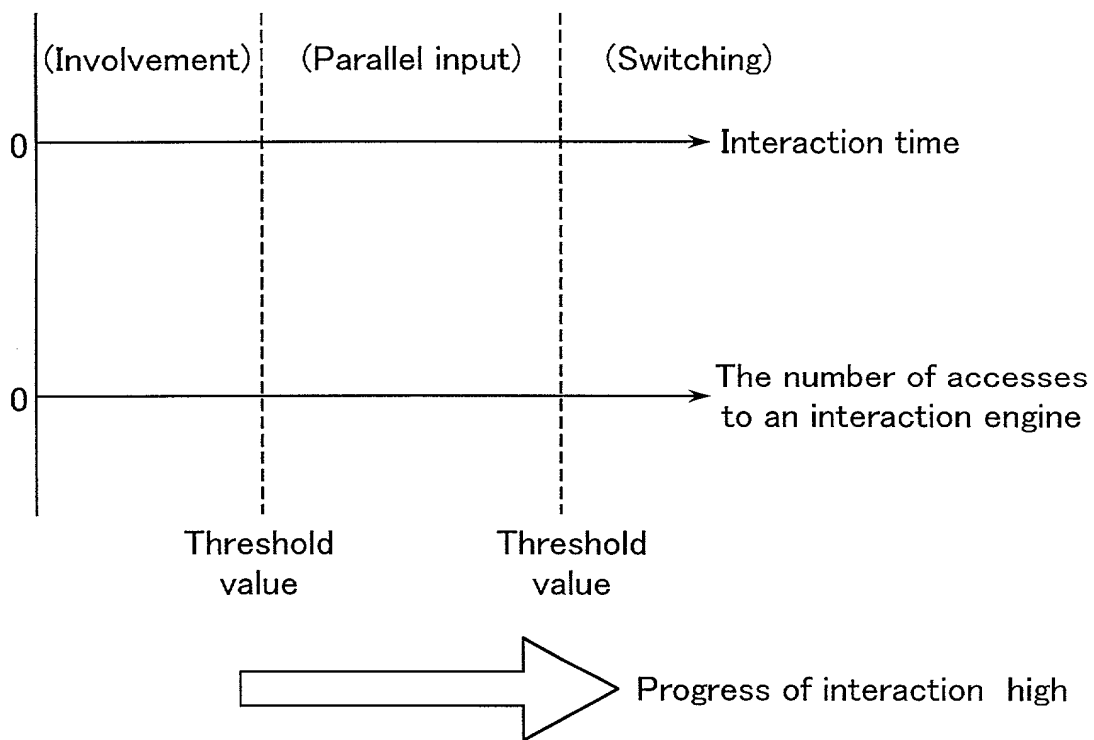 (Involvement) (Parallel input) (Switching)
0 Interaction time
0 The number of accesses
to an interaction engine
Threshold Threshold
value value
Progress of interaction high